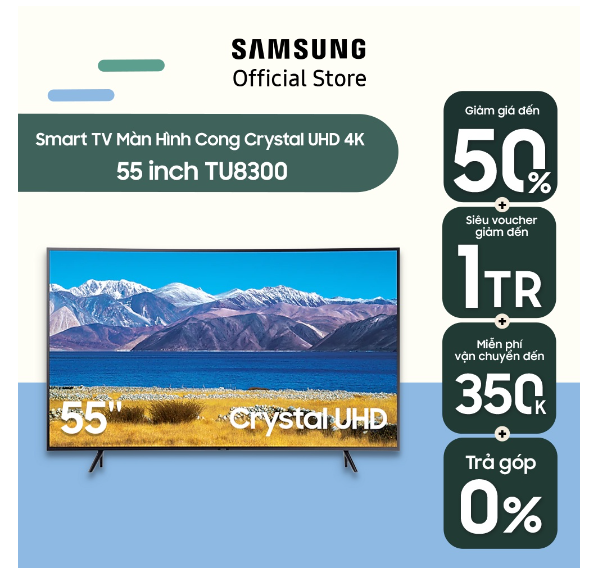 SAMSUNG
Official Store
Smart TV Màn Hình Cong Crystal UHD 4K
55 inch TU8300
55"
Crystal UHD
Giảm giá đến
50%
+
Siêu voucher
giảm đến
1TR
+
Miễn phí
vận chuyển đến
350K
+
Trả góp
0%